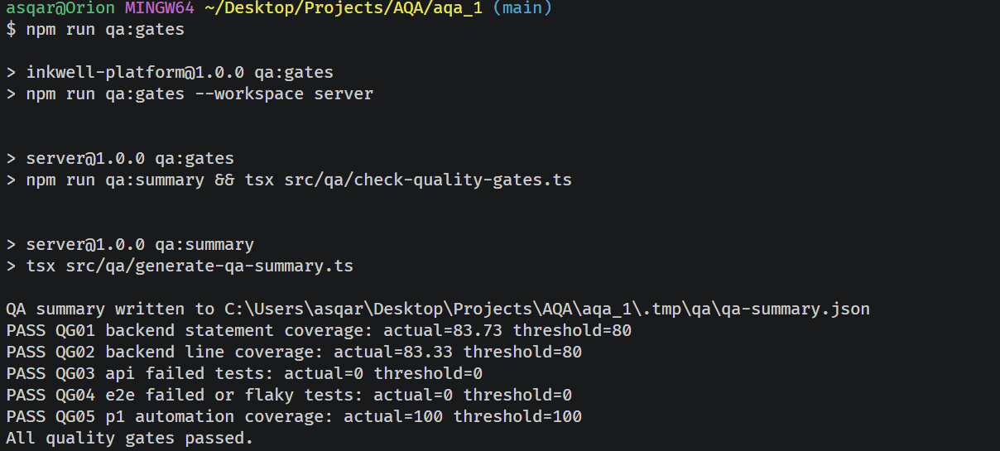 asqar@Orion MINGW64 ~/Desktop/Projects/AQA/aqa_1 (main)
$ npm run qa:gates
> inkwell-platform@1.0.0 qa:gates
> npm run qa:gates --workspace server
> server@1.0.0 qa:gates
> npm run qa:summary && tsx src/qa/check-quality-gates.ts
> server@1.0.0 qa:summary
> tsx src/qa/generate-qa-summary.ts
QA summary written to C:\Users\asqar\Desktop\Projects\AQA\aqa_1\.tmp\qa\qa-summary.json
PASS QG01 backend statement coverage: actual=83.73 threshold=80
PASS QG02 backend line coverage: actual=83.33 threshold=80
PASS QG03 api failed tests: actual=0 threshold=0
PASS QG04 e2e failed or flaky tests: actual=0 threshold=0
PASS QG05 p1 automation coverage: actual=100 threshold=100
All quality gates passed.